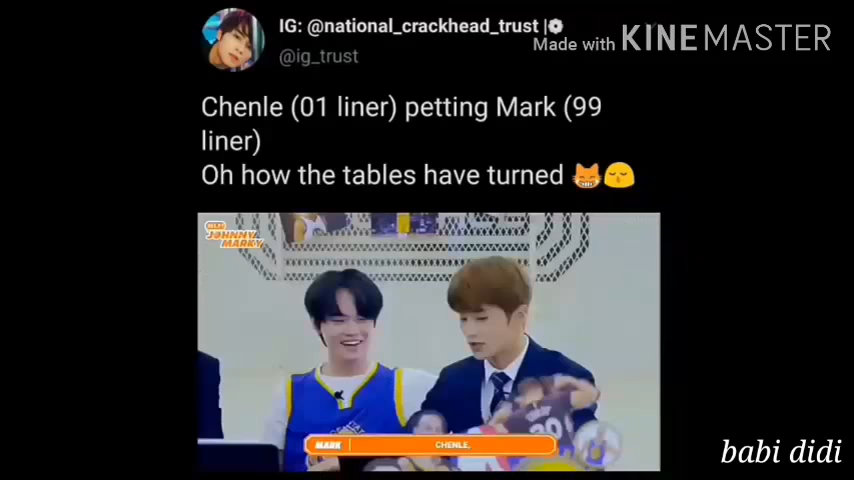 IG: @national_crackhead_trust |
Made with KINEMASTER
@ig_trust
Chenle (01 liner) petting Mark (99
liner)
Oh how the tables have turned 😹😌
JOHNNY
MARKY
MARK
CHENLE,
30
babi didi